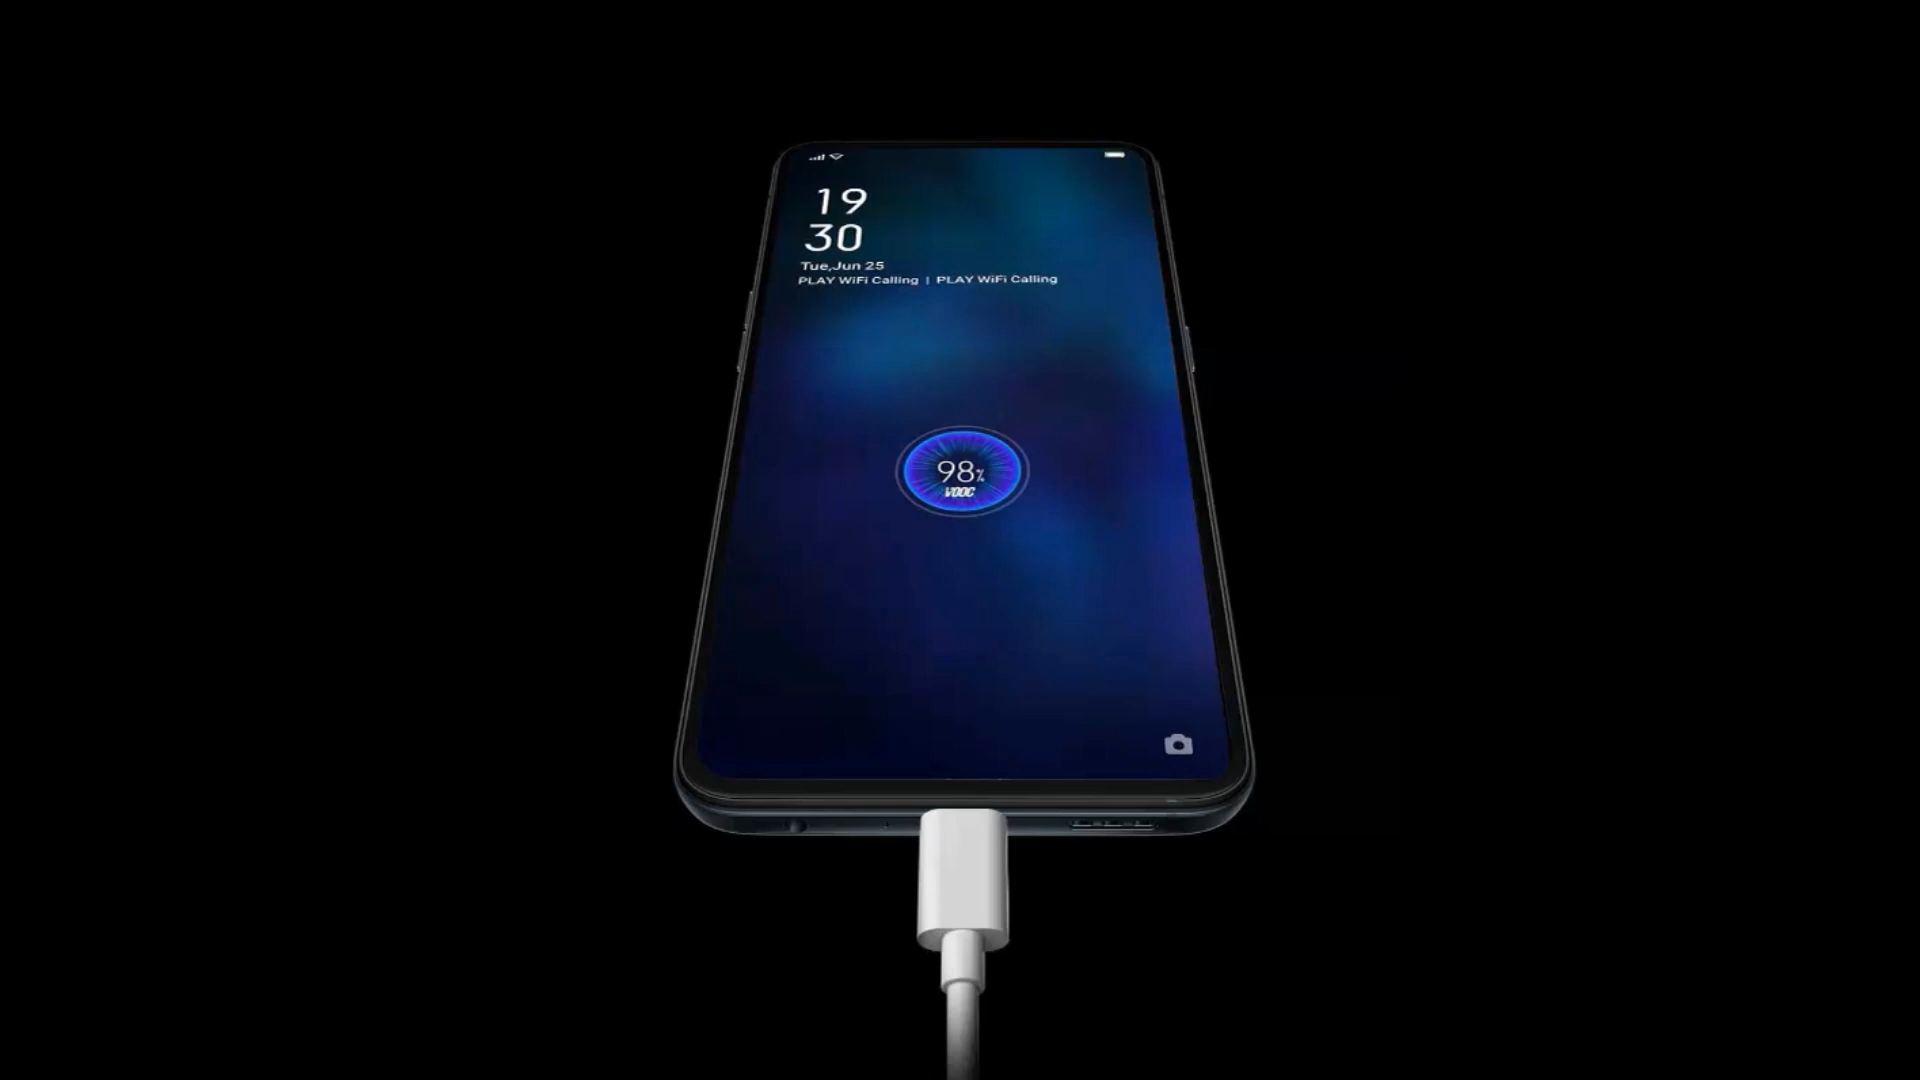 19
30
Tue,Jun 25
PLAY WiFi Calling | PLAY WiFi Calling
98%
VOOC